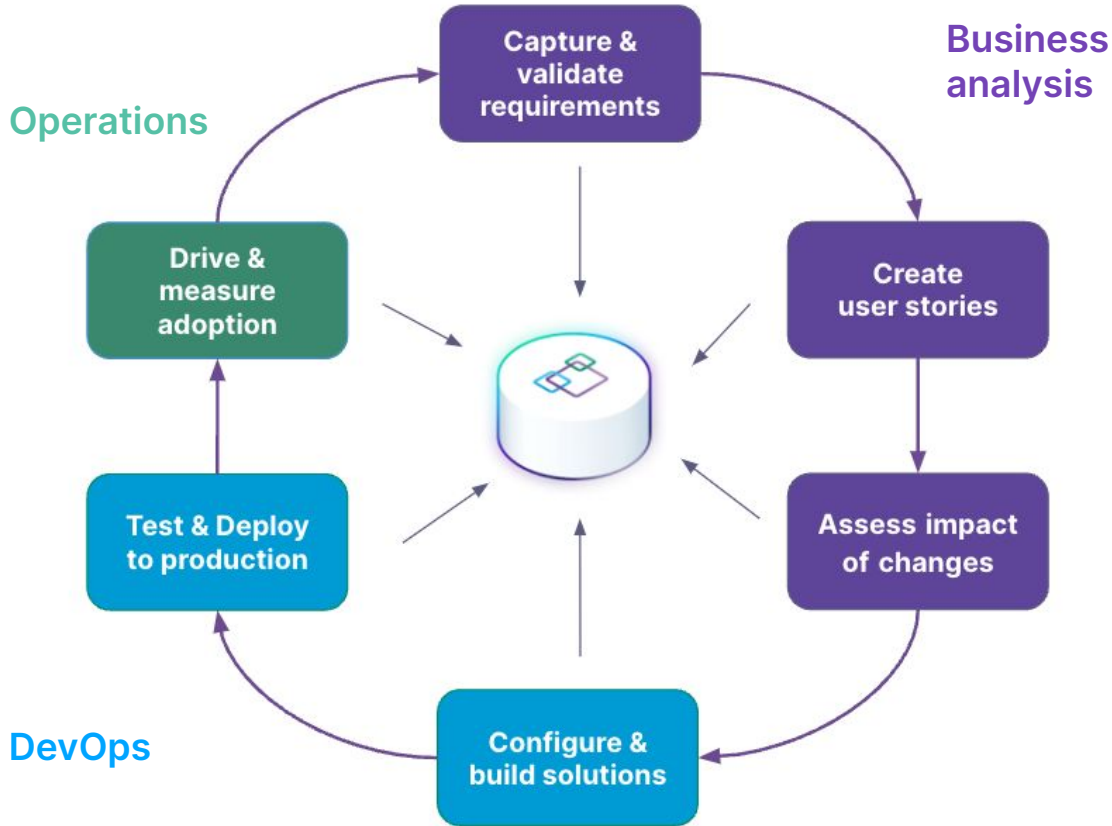 Capture &
validate
requirements
Business
analysis
Operations
Drive &
measure
adoption
Create
user stories
Test & Deploy
to production
Assess impact
of changes
DevOps
Configure &
build solutions